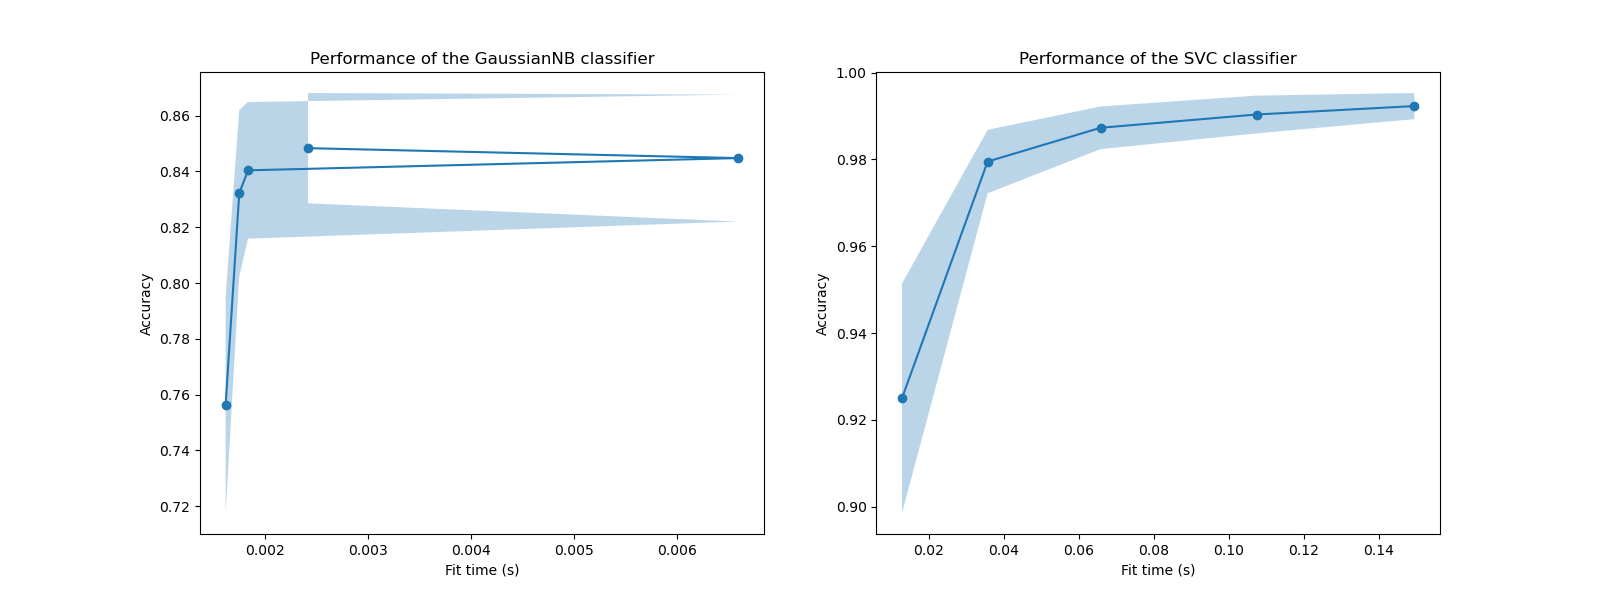 Performance of the GaussianNB classifier
Accuracy
0.86
0.84
0.82
0.80
0.78
0.76
0.74
0.72
0.002 0.003 0.004 0.005 0.006
Fit time (s)
Performance of the SVC classifier
Accuracy
1.00
0.98
0.96
0.94
0.92
0.90
0.02 0.04 0.06 0.08 0.10 0.12 0.14
Fit time (s)